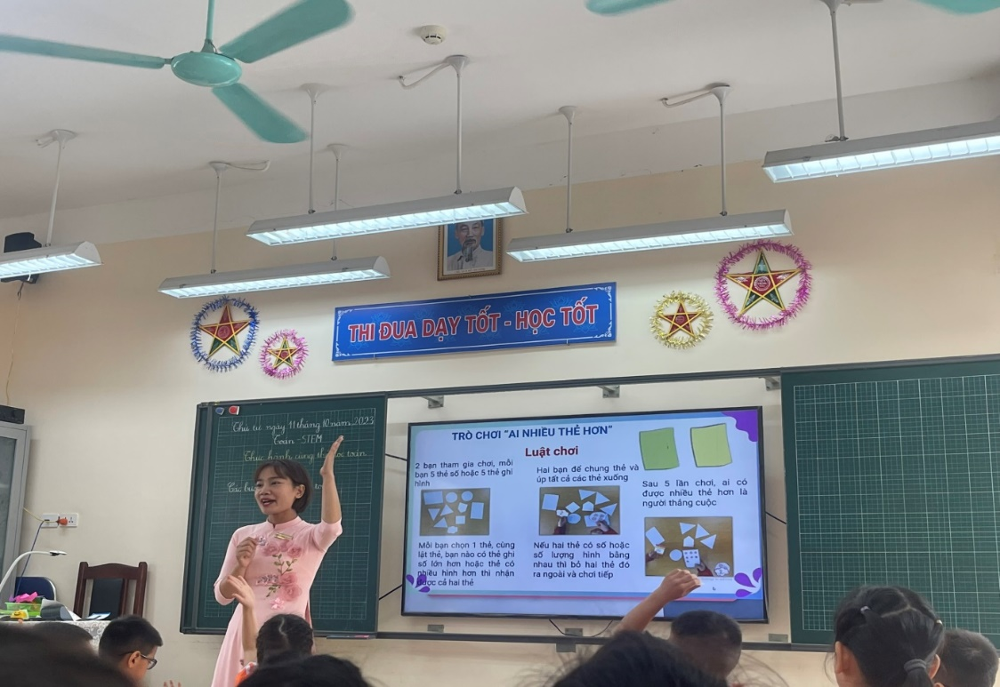 THI ĐUA DẠY TỐT - HỌC TỐT
Thứ tư ngày 11 tháng 10 năm 2023
Toán - STEM
Thực hành cùng thẻ học toán
TRÒ CHƠI “AI NHIỀU THẺ HƠN”
Luật chơi
2 bạn tham gia chơi, mỗi
bạn 5 thẻ số hoặc 5 thẻ ghi
hình
Mỗi bạn chọn 1 thẻ, cùng
lật thẻ, bạn nào có thẻ ghi
số lớn hơn hoặc thẻ có
nhiều hình hơn thì nhận
được cả hai thẻ
Hai bạn để chung thẻ và
úp tất cả các thẻ xuống
Nếu hai thẻ có số hoặc
số lượng hình bằng
nhau thì bỏ hai thẻ đó
ra ngoài và chơi tiếp
Sau 5 lần chơi, ai có
được nhiều thẻ hơn là
người thắng cuộc
6